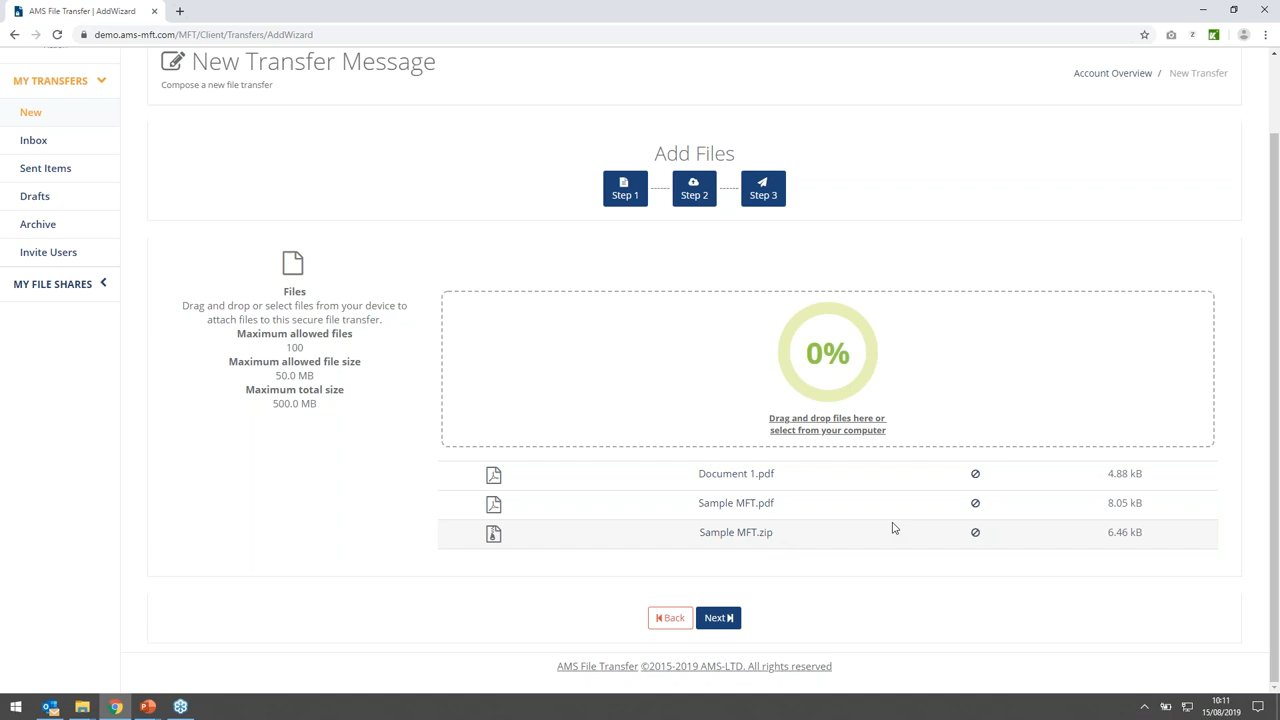 AMS File Transfer | AddWizard
demo.ams-mft.com/MFT/Client/Transfers/AddWizard
MY TRANSFERS
New
Inbox
Sent Items
Drafts
Archive
Invite Users
MY FILE SHARES
New Transfer Message
Compose a new file transfer
Account Overview / New Transfer
Add Files
Step 1 Step 2 Step 3
Files
Drag and drop or select files from your device to
attach files to this secure file transfer.
Maximum allowed files
100
Maximum allowed file size
50.0 MB
Maximum total size
500.0 MB
0%
Drag and drop files here or
select from your computer
Document 1.pdf 4.88 kB
Sample MFT.pdf 8.05 kB
Sample MFT.zip 6.46 kB
Back Next
AMS File Transfer ©2015-2019 AMS-LTD. All rights reserved
10:11
15/08/2019